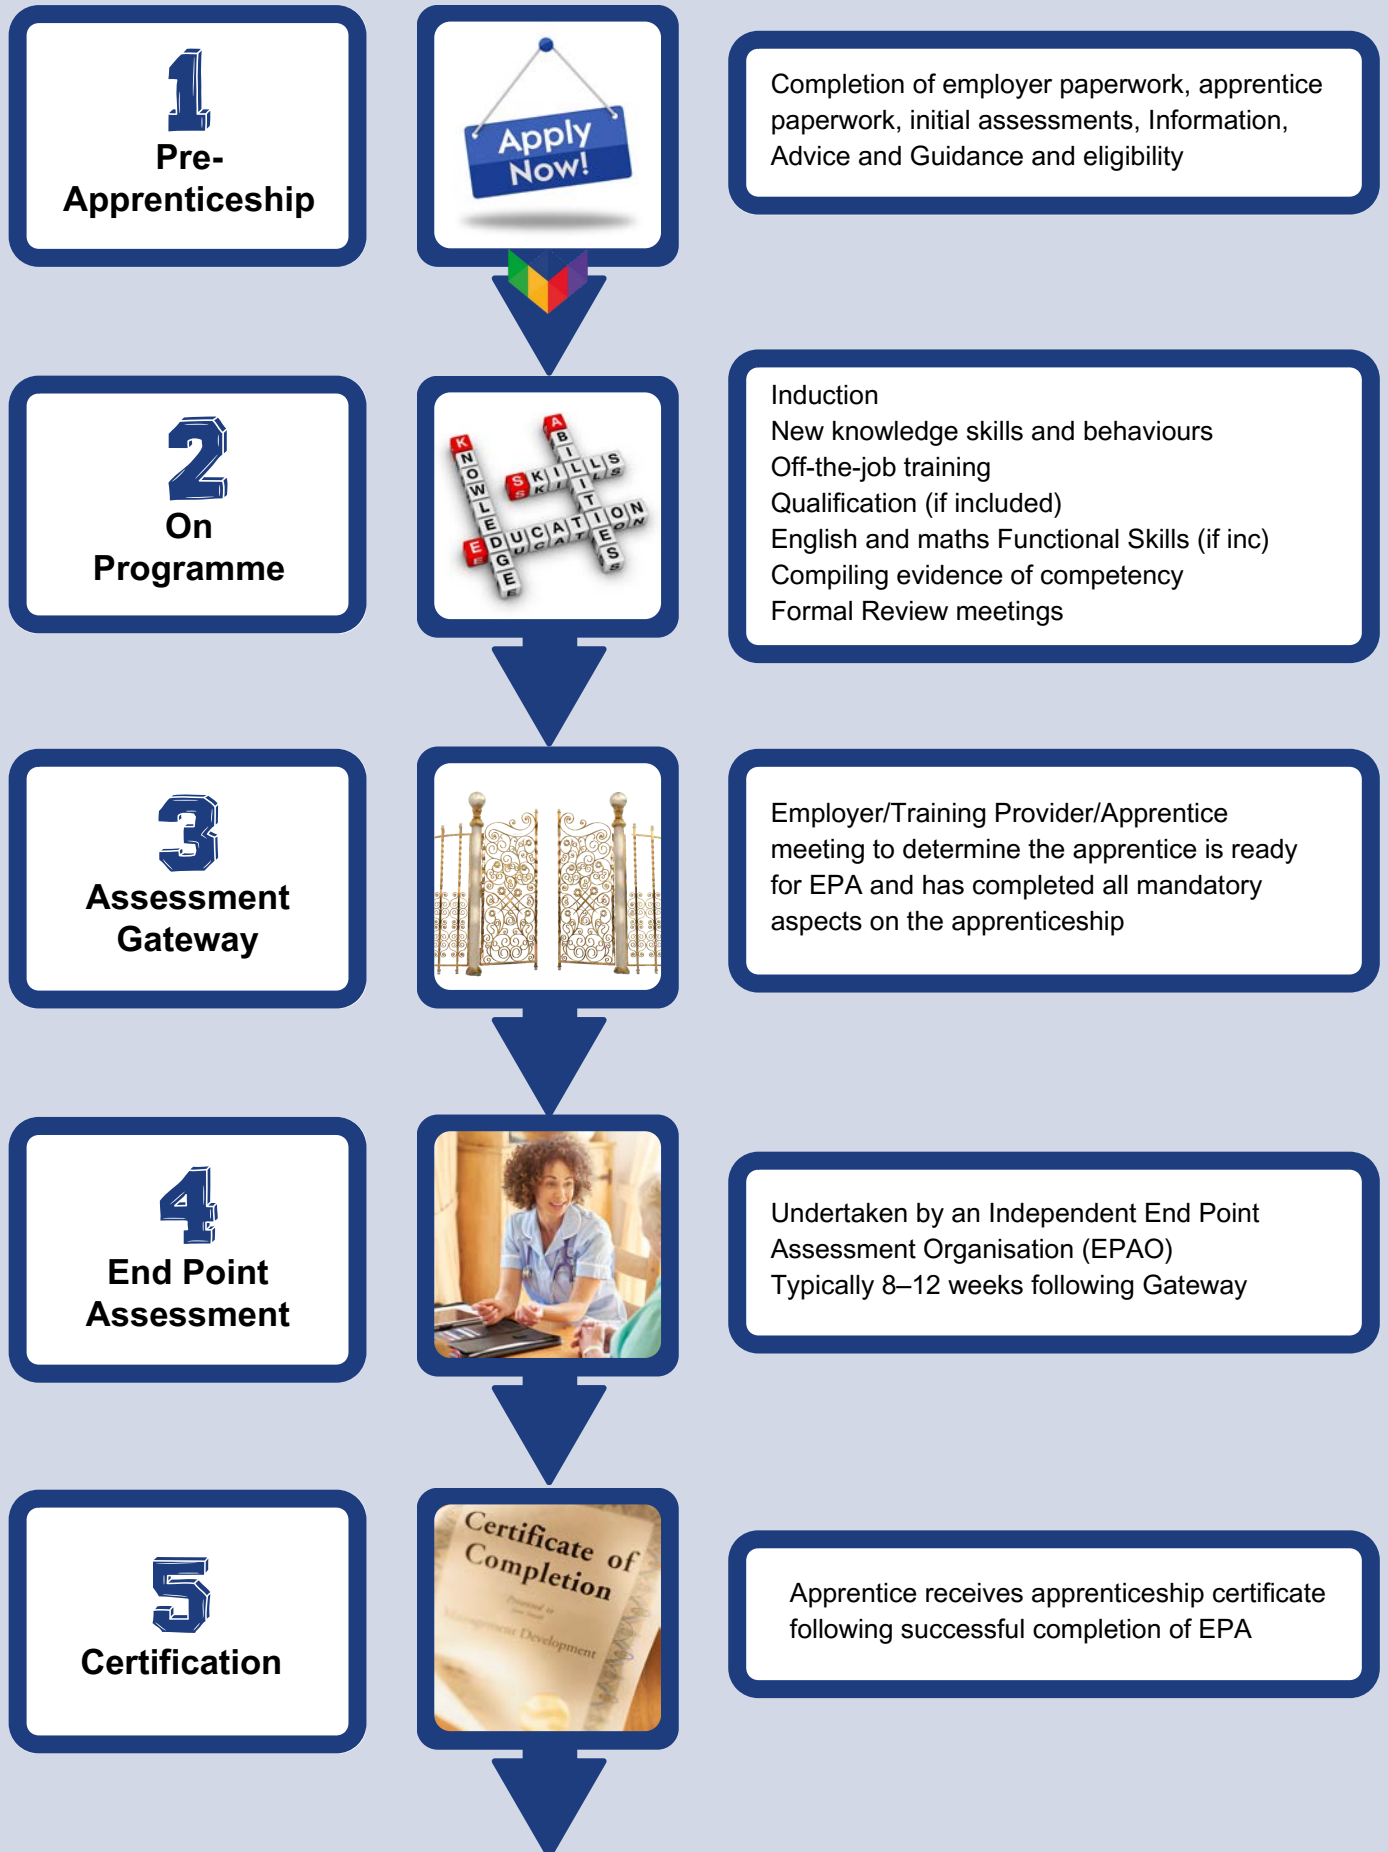 1
Pre-
Apprenticeship
Apply
Now!
Completion of employer paperwork, apprentice
paperwork, initial assessments, Information,
Advice and Guidance and eligibility
2
On
Programme
KNOWLEDGE
ABILITIES
SKILLS
EDUCATION
Induction
New knowledge skills and behaviours
Off-the-job training
Qualification (if included)
English and maths Functional Skills (if inc)
Compiling evidence of competency
Formal Review meetings
3
Assessment
Gateway
Employer/Training Provider/Apprentice
meeting to determine the apprentice is ready
for EPA and has completed all mandatory
aspects on the apprenticeship
4
End Point
Assessment
Undertaken by an Independent End Point
Assessment Organisation (EPAO)
Typically 8–12 weeks following Gateway
5
Certification
Certificate of
Completion
Presented to
Management Development
Apprentice receives apprenticeship certificate
following successful completion of EPA